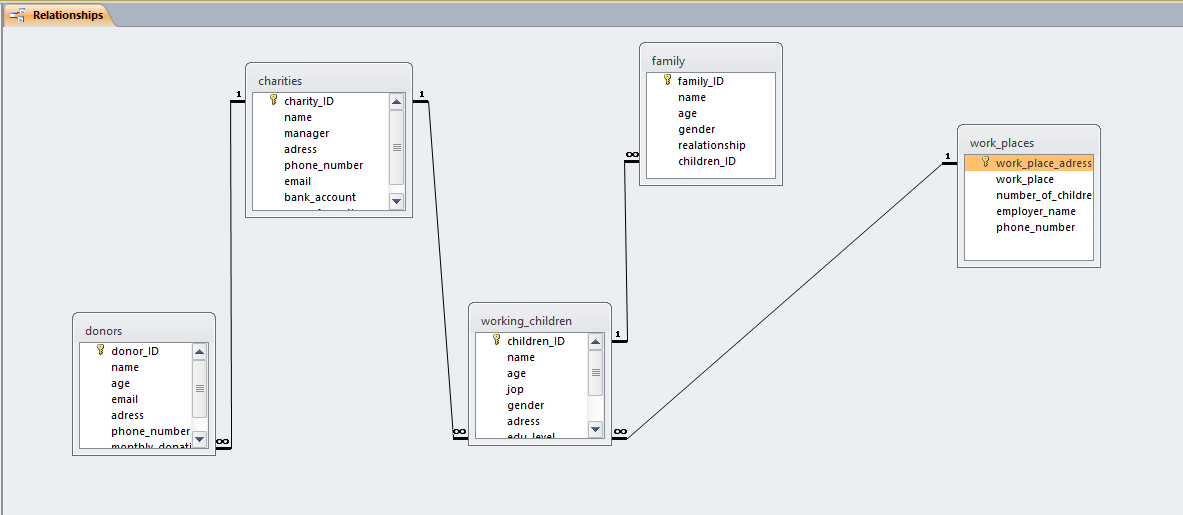 Relationships
charities
charity_ID
name
manager
adress
phone_number
email
bank_account
1
1
family
family_ID
name
age
gender
realationship
children_ID
∞
work_places
work_place_adress
work_place
number_of_childre
employer_name
phone_number
1
donors
donor_ID
name
age
email
adress
phone_number
monthly_donati
∞
working_children
children_ID
name
age
jop
gender
adress
edu_level
1
∞
∞